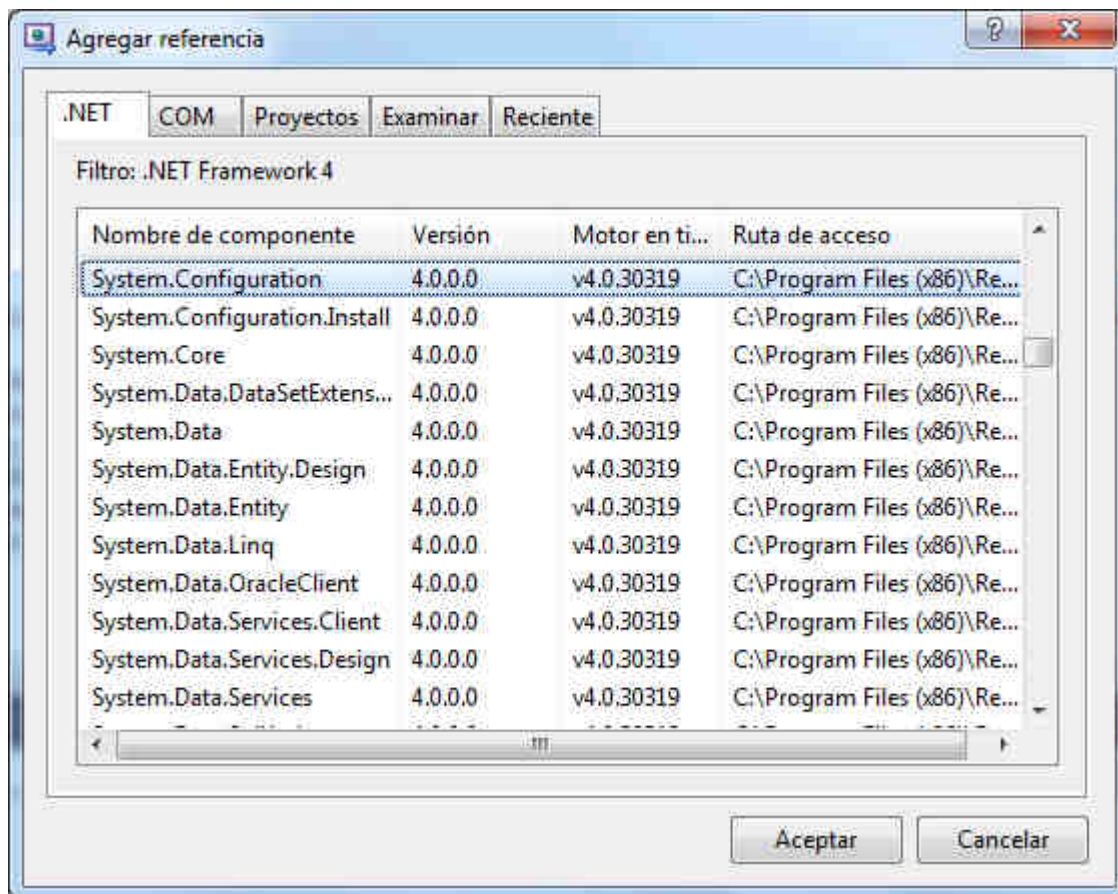 Agregar referencia
.NET COM Proyectos Examinar Reciente
Filtro: .NET Framework 4
Nombre de componente Versión Motor en ti... Ruta de acceso
System.Configuration 4.0.0.0 v4.0.30319 C:\Program Files (x86)\Re...
System.Configuration.Install 4.0.0.0 v4.0.30319 C:\Program Files (x86)\Re...
System.Core 4.0.0.0 v4.0.30319 C:\Program Files (x86)\Re...
System.Data.DataSetExtens... 4.0.0.0 v4.0.30319 C:\Program Files (x86)\Re...
System.Data 4.0.0.0 v4.0.30319 C:\Program Files (x86)\Re...
System.Data.Entity.Design 4.0.0.0 v4.0.30319 C:\Program Files (x86)\Re...
System.Data.Entity 4.0.0.0 v4.0.30319 C:\Program Files (x86)\Re...
System.Data.Linq 4.0.0.0 v4.0.30319 C:\Program Files (x86)\Re...
System.Data.OracleClient 4.0.0.0 v4.0.30319 C:\Program Files (x86)\Re...
System.Data.Services.Client 4.0.0.0 v4.0.30319 C:\Program Files (x86)\Re...
System.Data.Services.Design 4.0.0.0 v4.0.30319 C:\Program Files (x86)\Re...
System.Data.Services 4.0.0.0 v4.0.30319 C:\Program Files (x86)\Re...
Aceptar Cancelar